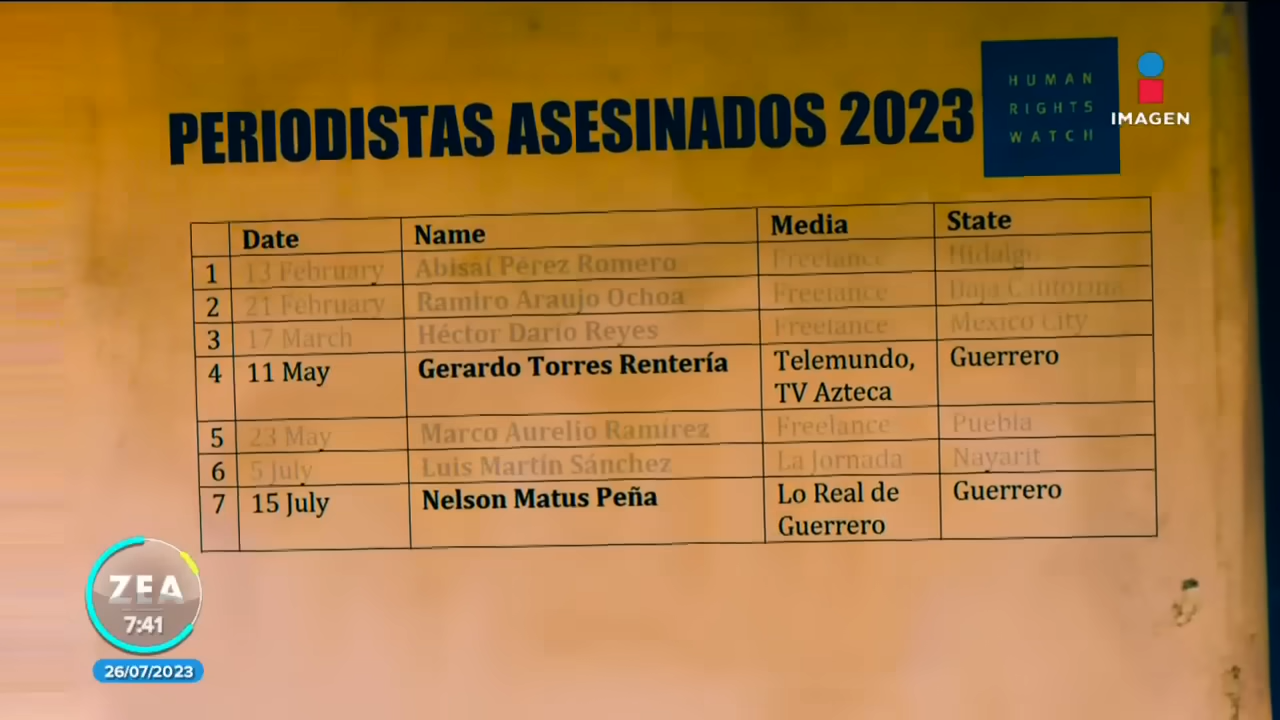 PERIODISTAS ASESINADOS 2023
HUMAN
RIGHTS
WATCH
IMAGEN
Date Name Media State
1 13 February Abisaí Pérez Romero Freelance Hidalgo
2 21 February Ramiro Araujo Ochoa Freelance Baja California
3 17 March Héctor Darío Reyes Freelance Mexico City
4 11 May Gerardo Torres Rentería Telemundo, Guerrero
TV Azteca
5 23 May Marco Aurelio Ramírez Freelance Puebla
6 5 July Luis Martín Sánchez La Jornada Nayarit
7 15 July Nelson Matus Peña Lo Real de Guerrero
Guerrero
ZEA
7:41
26/07/2023